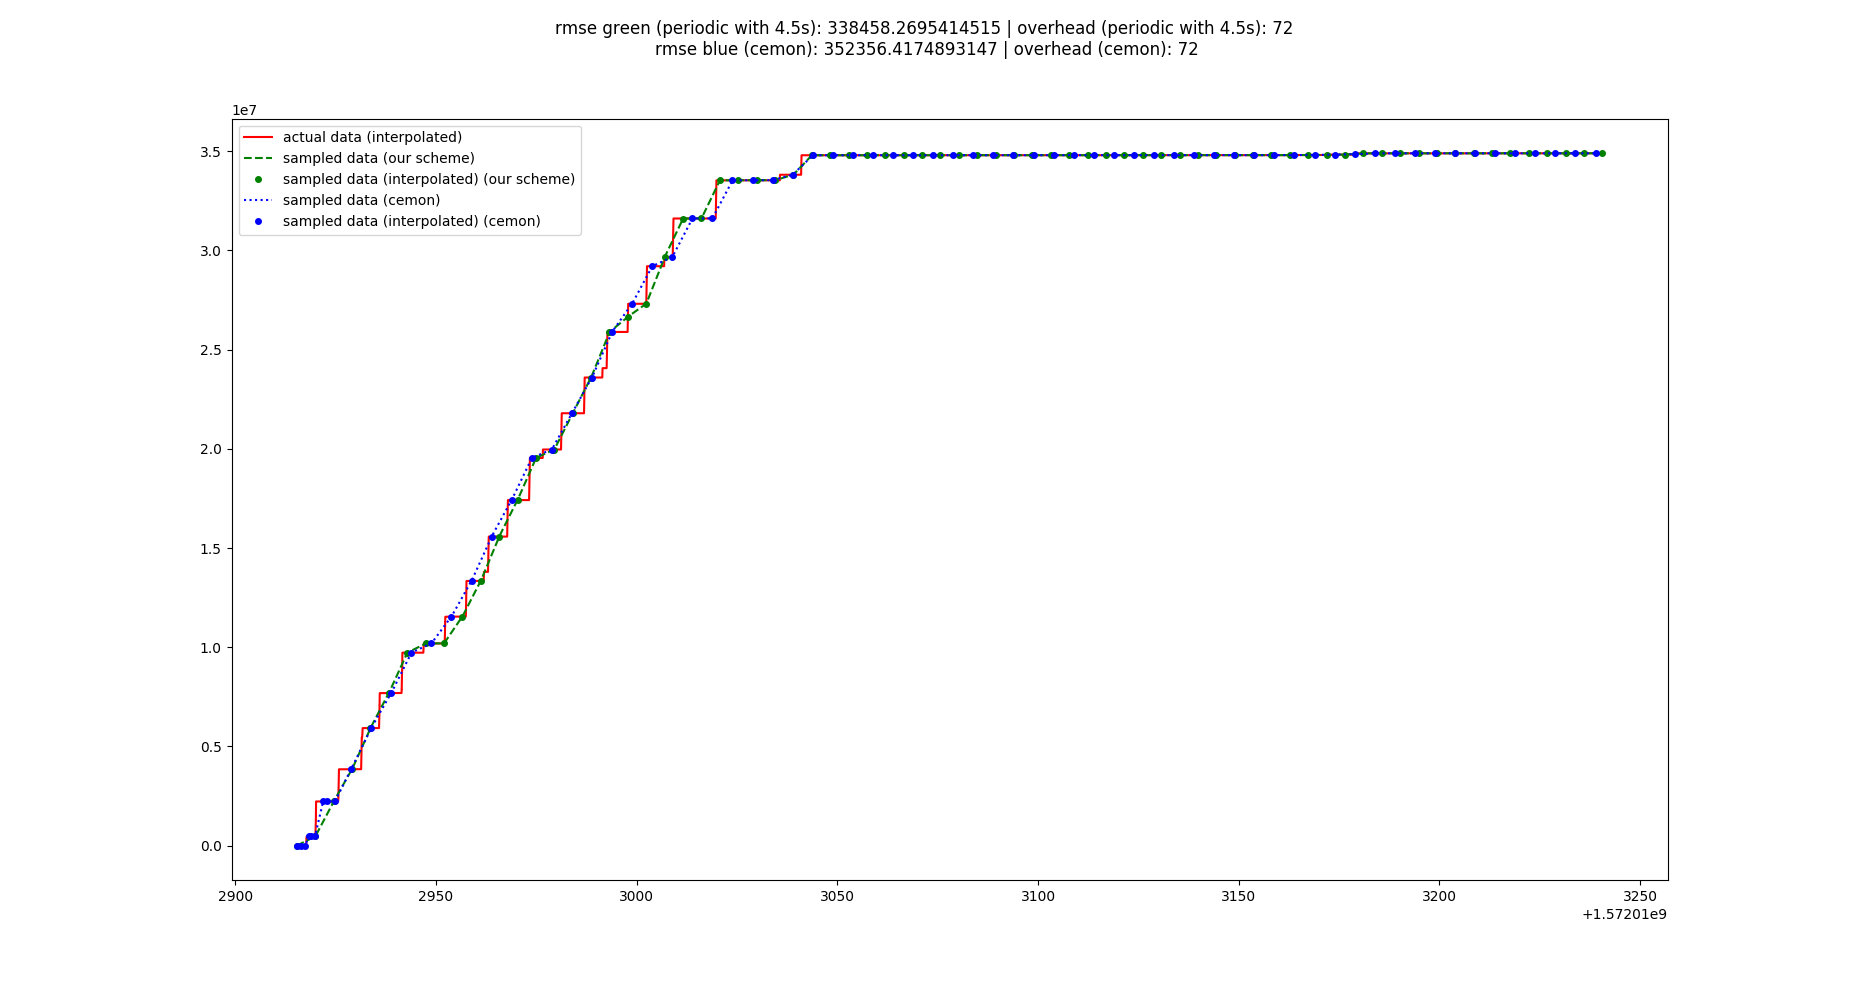 rmse green (periodic with 4.5s): 338458.2695414515 | overhead (periodic with 4.5s): 72
rmse blue (cemon): 352356.4174893147 | overhead (cemon): 72
1e7
actual data (interpolated)
sampled data (our scheme)
sampled data (interpolated) (our scheme)
sampled data (cemon)
sampled data (interpolated) (cemon)
3.5
3.0
2.5
2.0
1.5
1.0
0.5
0.0
2900 2950 3000 3050 3100 3150 3200 3250
+1.57201e9